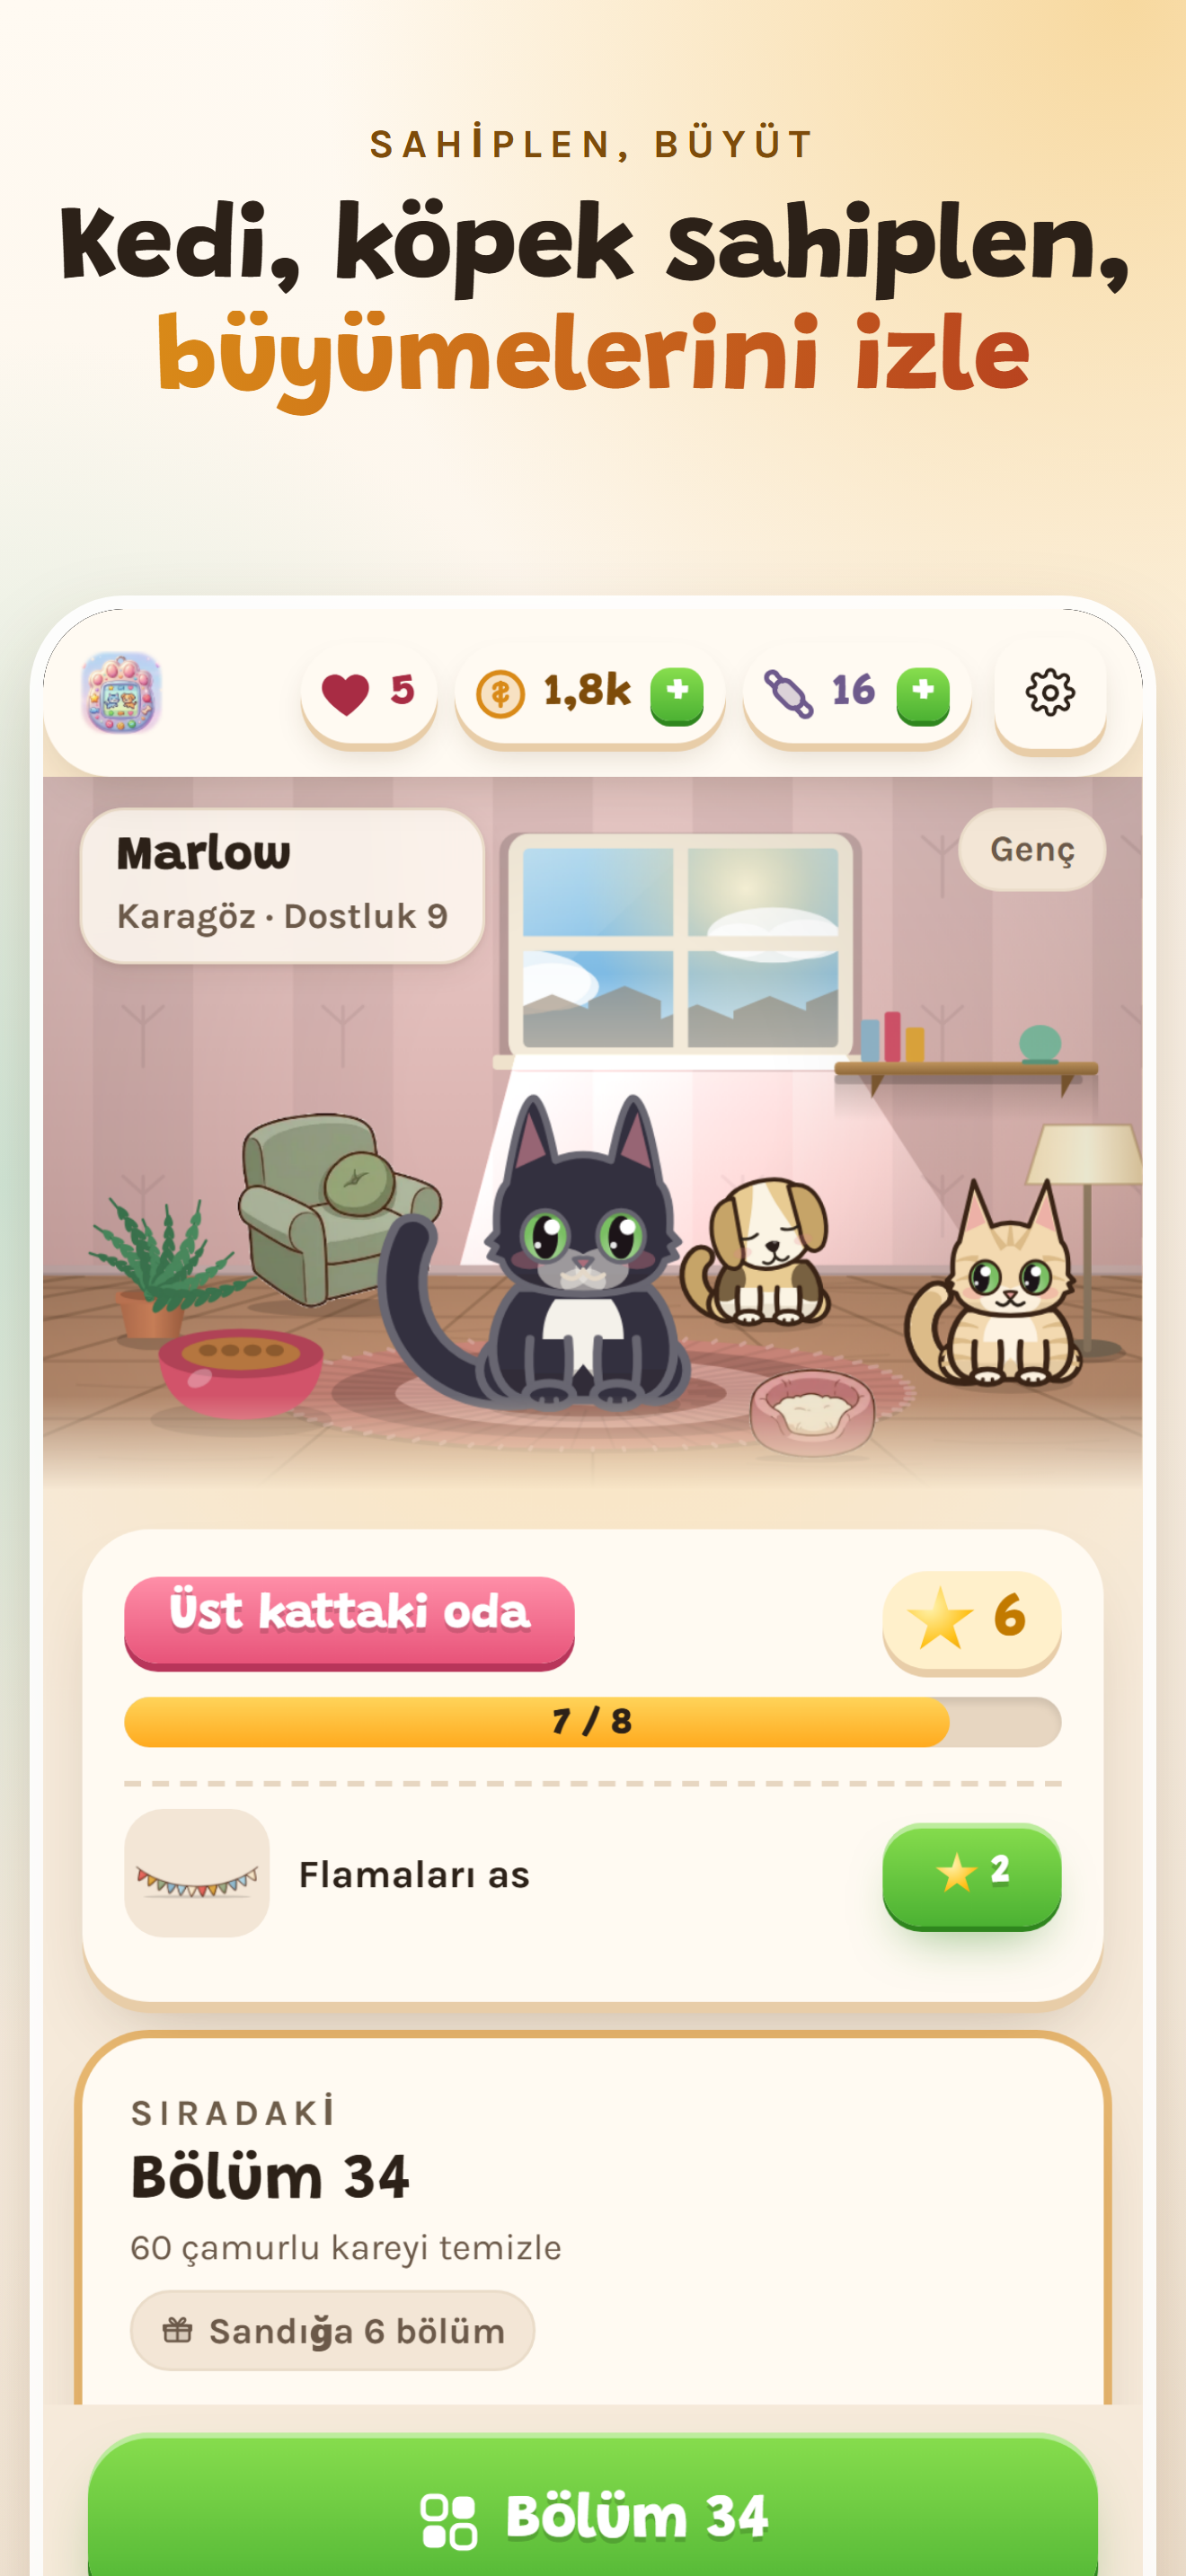 SAHİPLEN, BÜYÜT
Kedi, köpek sahiplen,
büyümelerini izle
5
1,8k
+
16
+
Marlow
Karagöz · Dostluk 9
Genç
Üst kattaki oda
6
7 / 8
Flamaları as
2
SIRADAKİ
Bölüm 34
60 çamurlu kareyi temizle
Sandığa 6 bölüm
Bölüm 34